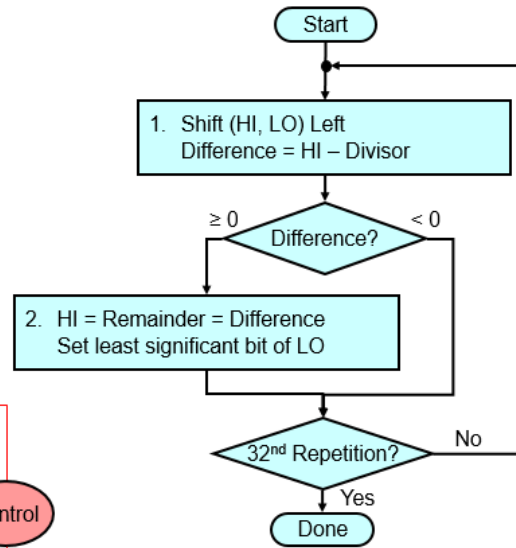 Start
1. Shift (HI, LO) Left
Difference = HI – Divisor
≥ 0
< 0
Difference?
2. HI = Remainder = Difference
Set least significant bit of LO
32nd Repetition?
No
Yes
ntrol
Done